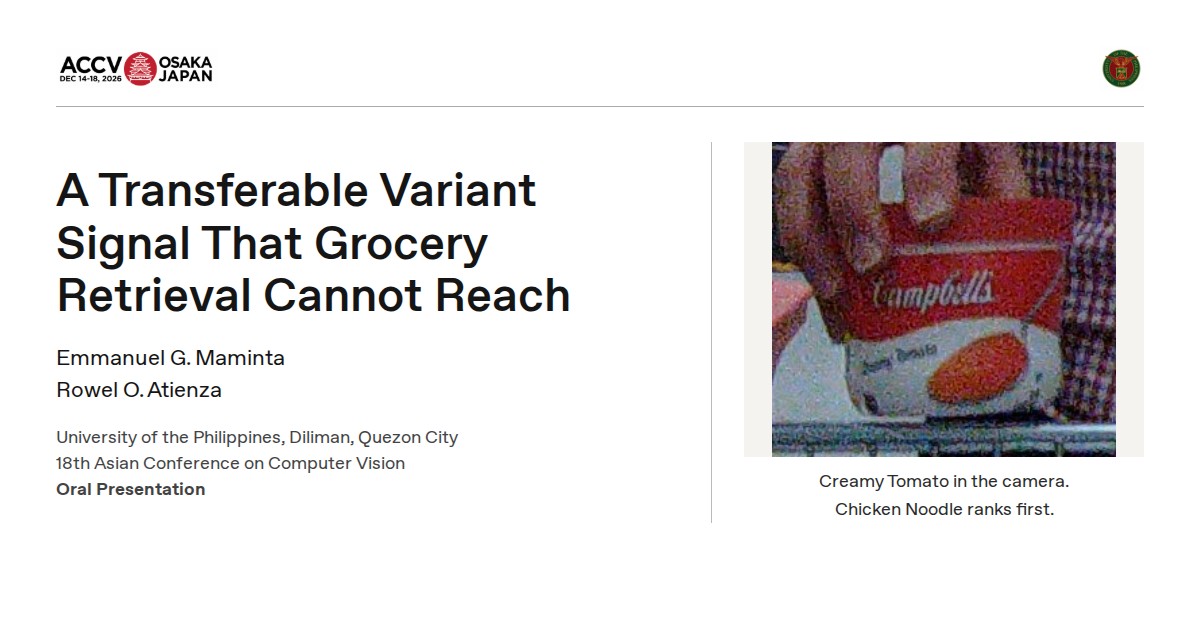 ACCV
DEC 14-18, 2026
OSAKA
JAPAN
A Transferable Variant
Signal That Grocery
Retrieval Cannot Reach
Emmanuel G. Maminta
Rowel O. Atienza
University of the Philippines, Diliman, Quezon City
18th Asian Conference on Computer Vision
Oral Presentation
Campbell's
Creamy Tomato in the camera.
Chicken Noodle ranks first.